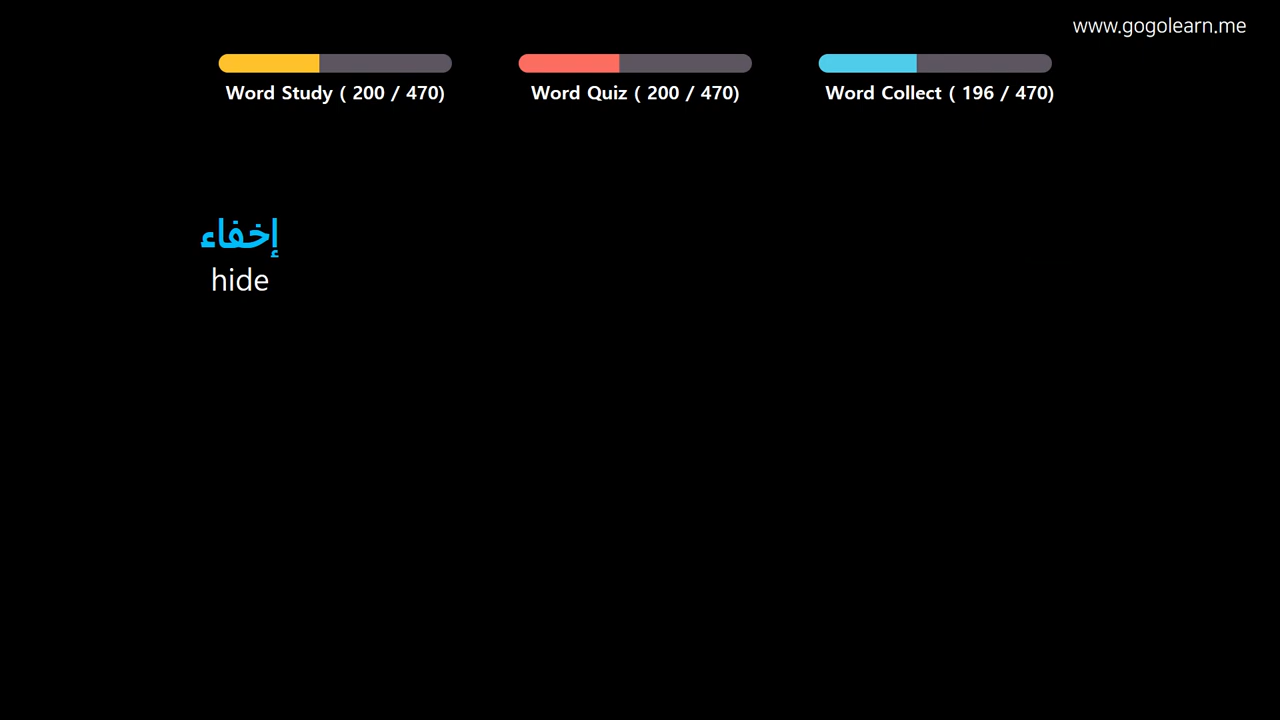 www.gogolearn.me
Word Study ( 200 / 470)
Word Quiz ( 200 / 470)
Word Collect ( 196 / 470)
إخفاء
hide